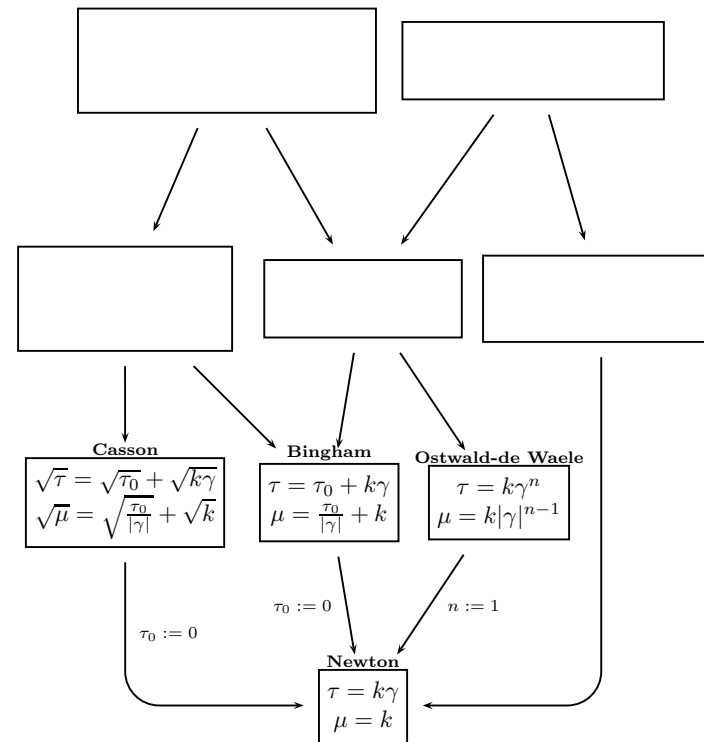 Casson
√τ = √τ₀ + √kγ
√μ = √(τ₀/|γ|) + √k
Bingham
τ = τ₀ + kγ
μ = τ₀/|γ| + k
Ostwald-de Waele
τ = kγⁿ
μ = k|γ|ⁿ⁻¹
τ₀ := 0
τ₀ := 0
n := 1
Newton
τ = kγ
μ = k